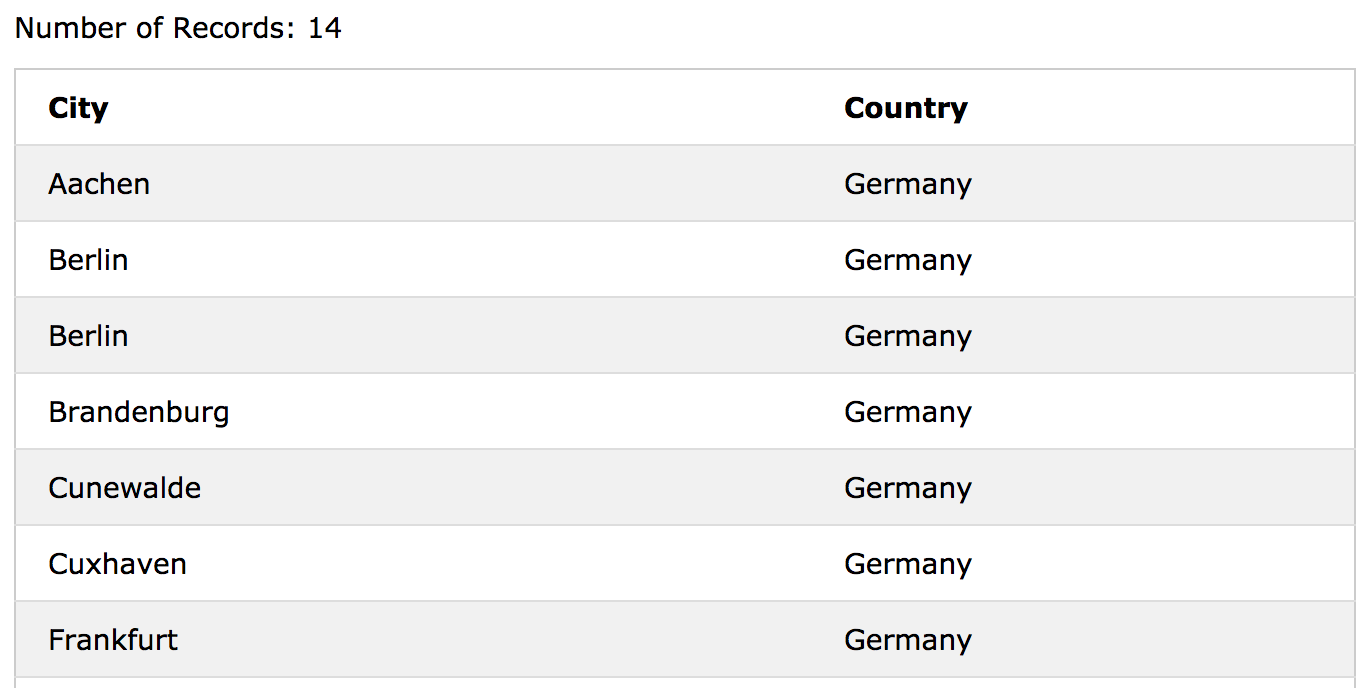 Number of Records: 14
City Country
Aachen Germany
Berlin Germany
Berlin Germany
Brandenburg Germany
Cunewalde Germany
Cuxhaven Germany
Frankfurt Germany